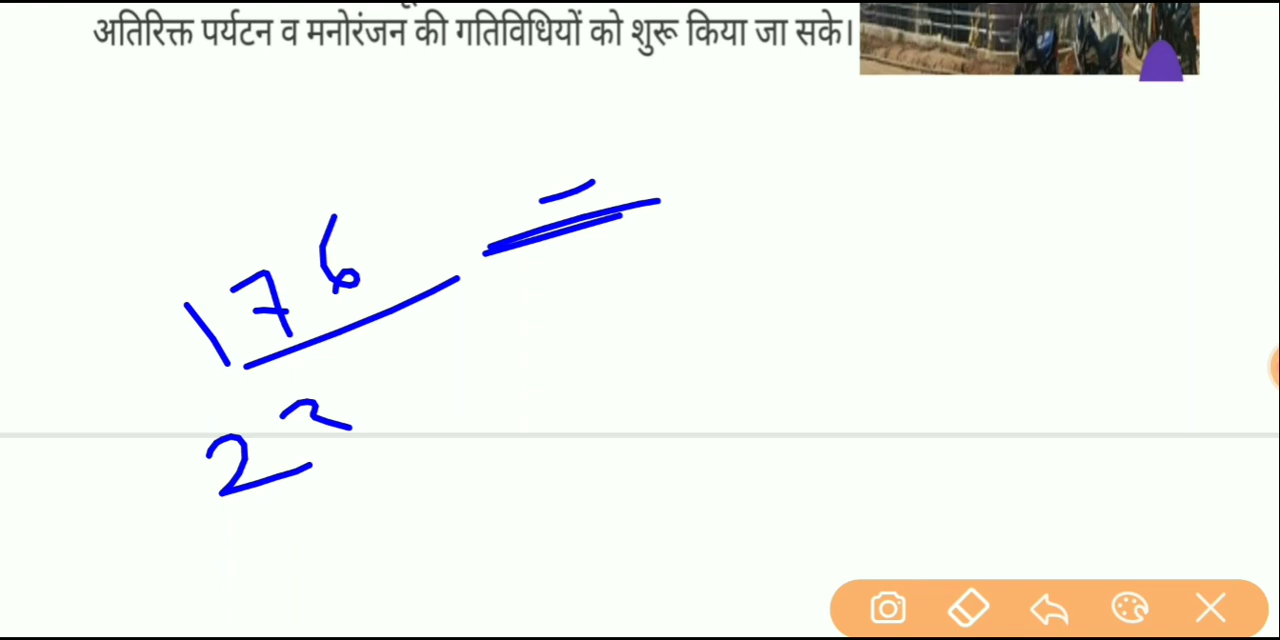 अतिरिक्त पर्यटन व मनोरंजन की गतिविधियों को शुरू किया जा सके।
176
22